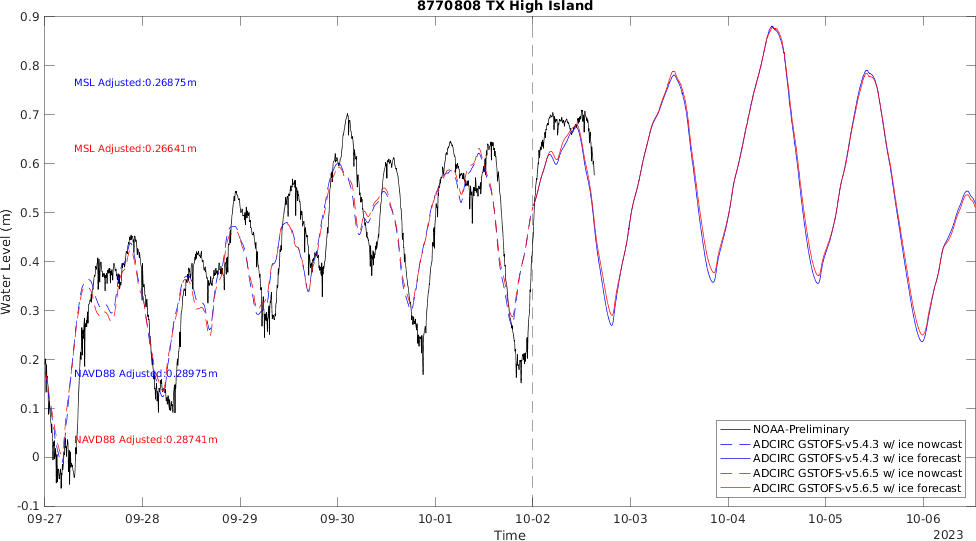 8770808 TX High Island
0.9
0.8
0.7
0.6
0.5
0.4
0.3
0.2
0.1
0
-0.1
Water Level (m)
MSL Adjusted:0.26875m
MSL Adjusted:0.26641m
NAVD88 Adjusted:0.28975m
NAVD88 Adjusted:0.28741m
NOAA-Preliminary
ADCIRC GSTOFS-v5.4.3 w/ ice nowcast
ADCIRC GSTOFS-v5.4.3 w/ ice forecast
ADCIRC GSTOFS-v5.6.5 w/ ice nowcast
ADCIRC GSTOFS-v5.6.5 w/ ice forecast
09-27 09-28 09-29 09-30 10-01 10-02 10-03 10-04 10-05 10-06
Time
2023